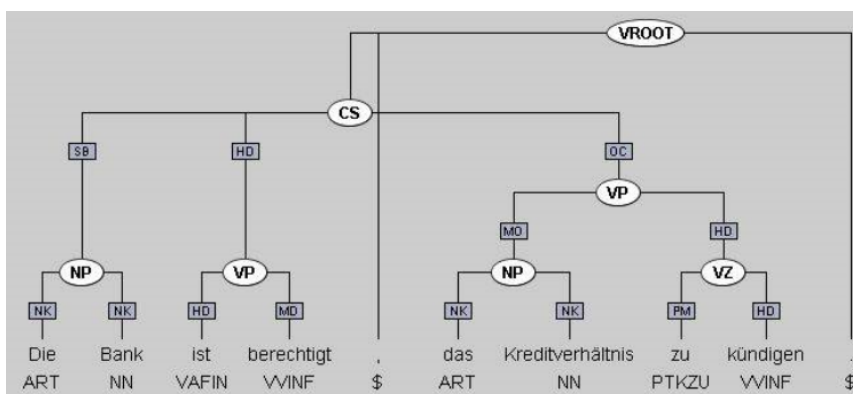 VROOT
CS
SB HD OC
VP
MO HD
NP VP NP VZ
NK NK HD MD NK NK PM HD
Die Bank ist berechtigt , das Kreditverhältnis zu kündigen .
ART NN VAFIN VVINF $ ART NN PTKZU VVINF $